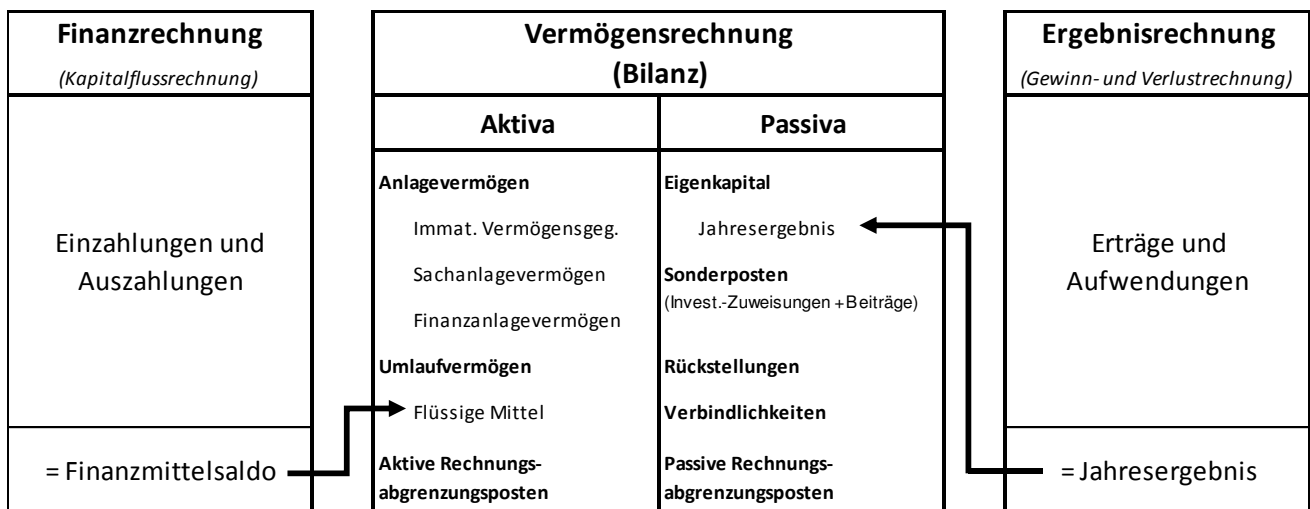 Finanzrechnung
(Kapitalflussrechnung)
Einzahlungen und
Auszahlungen
= Finanzmittelsaldo
Vermögensrechnung
(Bilanz)
Aktiva
Anlagevermögen
Immat. Vermögensgeg.
Sachanlagevermögen
Finanzanlagevermögen
Umlaufvermögen
Flüssige Mittel
Aktive Rechnungs-
abgrenzungsposten
Passiva
Eigenkapital
Jahresergebnis
Sonderposten
(Invest.-Zuweisungen + Beiträge)
Rückstellungen
Verbindlichkeiten
Passive Rechnungs-
abgrenzungsposten
Ergebnisrechnung
(Gewinn- und Verlustrechnung)
Erträge und
Aufwendungen
= Jahresergebnis